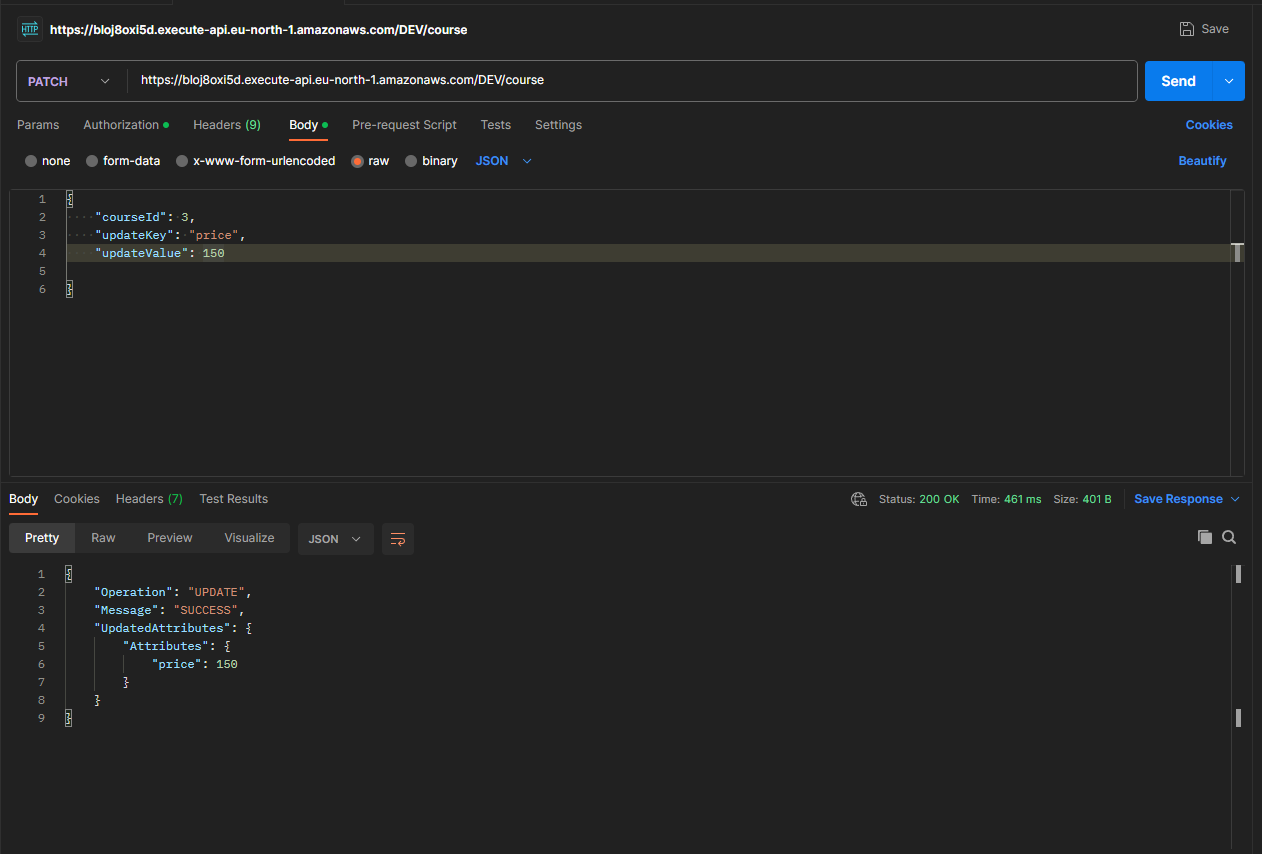 HTTP https://bloj8oxi5d.execute-api.eu-north-1.amazonaws.com/DEV/course Save
PATCH https://bloj8oxi5d.execute-api.eu-north-1.amazonaws.com/DEV/course Send
Params Authorization Headers (9) Body Pre-request Script Tests Settings Cookies
none form-data x-www-form-urlencoded raw binary JSON Beautify
1 {
2 "courseId": 3,
3 "updateKey": "price",
4 "updateValue": 150
5
6 }
Body Cookies Headers (7) Test Results Status: 200 OK Time: 461 ms Size: 401 B Save Response
Pretty Raw Preview Visualize JSON
1 {
2 "Operation": "UPDATE",
3 "Message": "SUCCESS",
4 "UpdatedAttributes": {
5 "Attributes": {
6 "price": 150
7 }
8 }
9 }